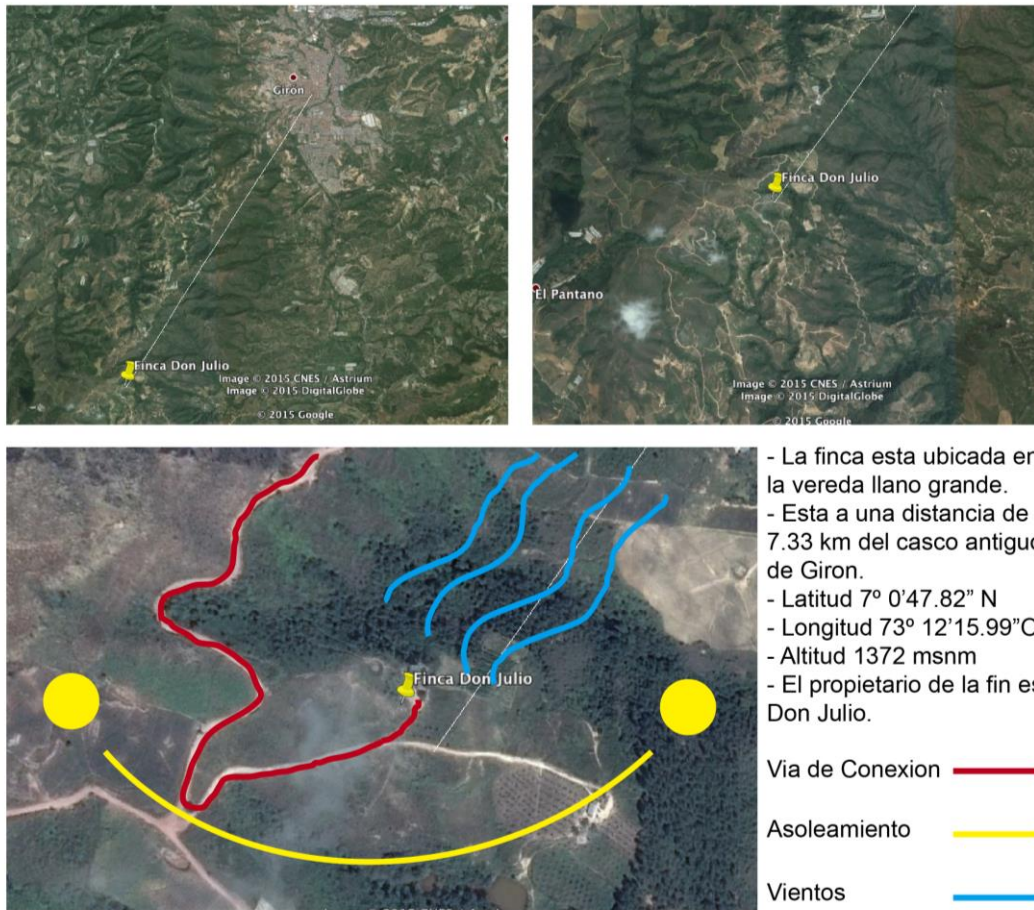 Girón
Finca Don Julio
Image © 2015 CNES / Astrium
Image © 2015 DigitalGlobe
© 2015 Google
Finca Don Julio
El Pantano
Image © 2015 CNES / Astrium
Image © 2015 DigitalGlobe
© 2015 Google
Finca Don Julio
- La finca esta ubicada en
la vereda llano grande.
- Esta a una distancia de
7.33 km del casco antiguo
de Giron.
- Latitud 7º 0’47.82” N
- Longitud 73º 12’15.99”O
- Altitud 1372 msnm
- El propietario de la fin es
Don Julio.
Via de Conexion
Asoleamiento
Vientos